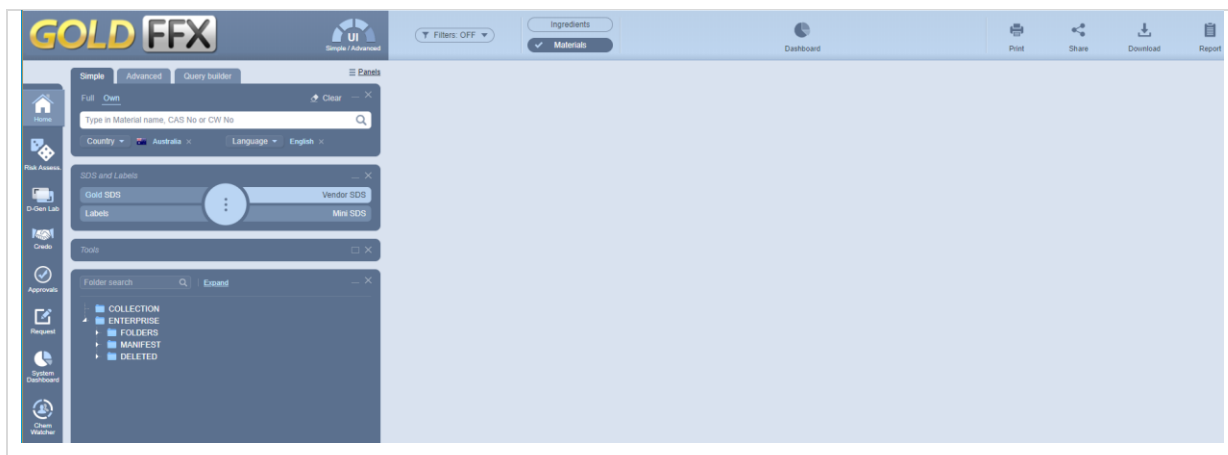 GOLD FFX
UI
Simple / Advanced
Filters: OFF
Ingredients
Materials
Dashboard
Print
Share
Download
Report
Simple
Advanced
Query builder
Panels
Full
Own
Clear
Type in Material name, CAS No or CW No
Country
Australia
Language
English
SDS and Labels
Gold SDS
Vendor SDS
Labels
Mini SDS
Tools
Folder search
Expand
COLLECTION
ENTERPRISE
FOLDERS
MANIFEST
DELETED
Home
Risk Assess.
D-Gen Lab
Credo
Approvals
Request
System
Dashboard
Chem
Watcher